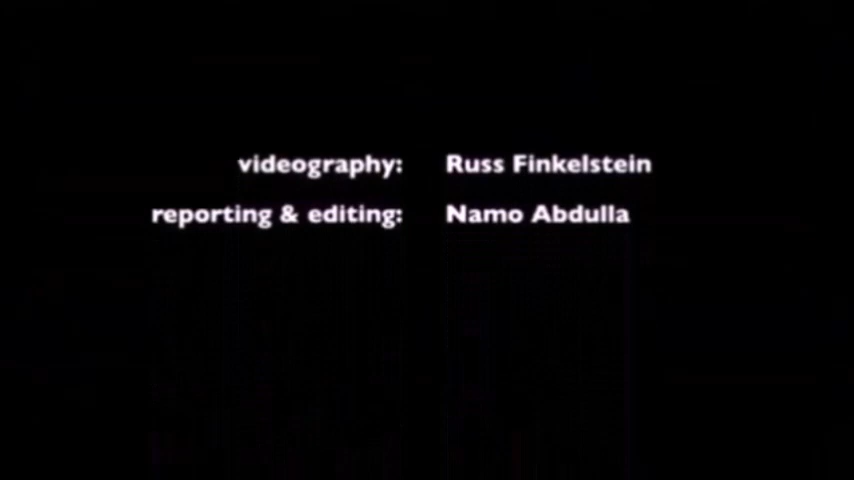 videography: Russ Finkelstein
reporting & editing: Namo Abdulla